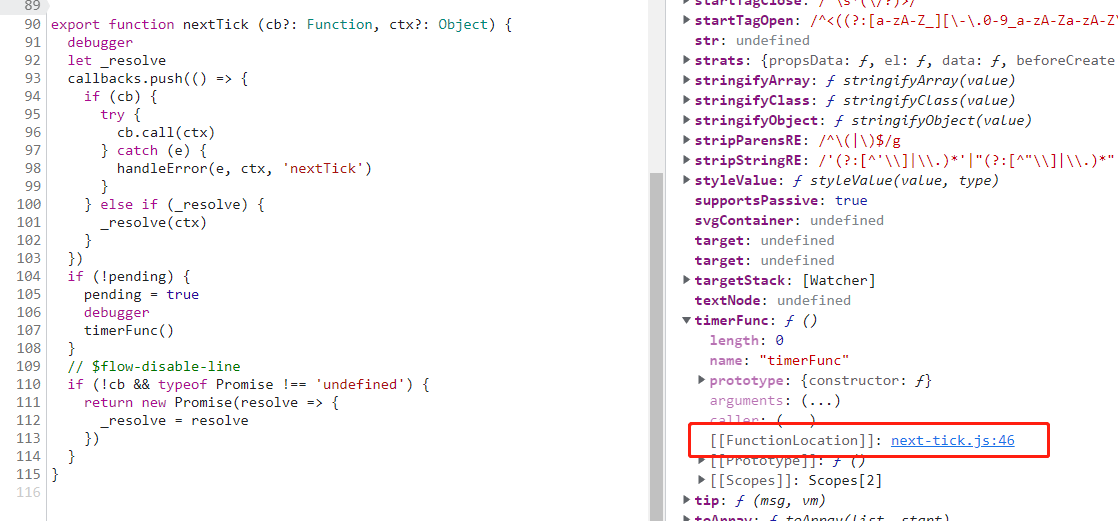 89
90 export function nextTick (cb?: Function, ctx?: Object) {
91 debugger
92 let _resolve
93 callbacks.push(() => {
94 if (cb) {
95 try {
96 cb.call(ctx)
97 } catch (e) {
98 handleError(e, ctx, 'nextTick')
99 }
100 } else if (_resolve) {
101 _resolve(ctx)
102 }
103 })
104 if (!pending) {
105 pending = true
106 debugger
107 timerFunc()
108 }
109 // $flow-disable-line
110 if (!cb && typeof Promise !== 'undefined') {
111 return new Promise(resolve => {
112 _resolve = resolve
113 })
114 }
115 }
116
startTagClose: /^\s*(\/?)>/
startTagOpen: /^<((?:[a-zA-Z_][\-\.0-9_a-zA-Za-zA-Z
str: undefined
strats: {propsData: ƒ, el: ƒ, data: ƒ, beforeCreate
stringifyArray: ƒ stringifyArray(value)
stringifyClass: ƒ stringifyClass(value)
stringifyObject: ƒ stringifyObject(value)
stripParensRE: /^\(|\)$/g
stripStringRE: /'(?:[^'\\]|\\.)*'|"(?:[^"\\]|\\.)*"
styleValue: ƒ styleValue(value, type)
supportsPassive: true
svgContainer: undefined
target: undefined
target: undefined
targetStack: [Watcher]
textNode: undefined
timerFunc: ƒ ()
length: 0
name: "timerFunc"
prototype: {constructor: ƒ}
arguments: (...)
caller: (...)
[[FunctionLocation]]: next-tick.js:46
[[Prototype]]: ƒ ()
[[Scopes]]: Scopes[2]
tip: ƒ (msg, vm)
toArray: ƒ toArray(list, start)